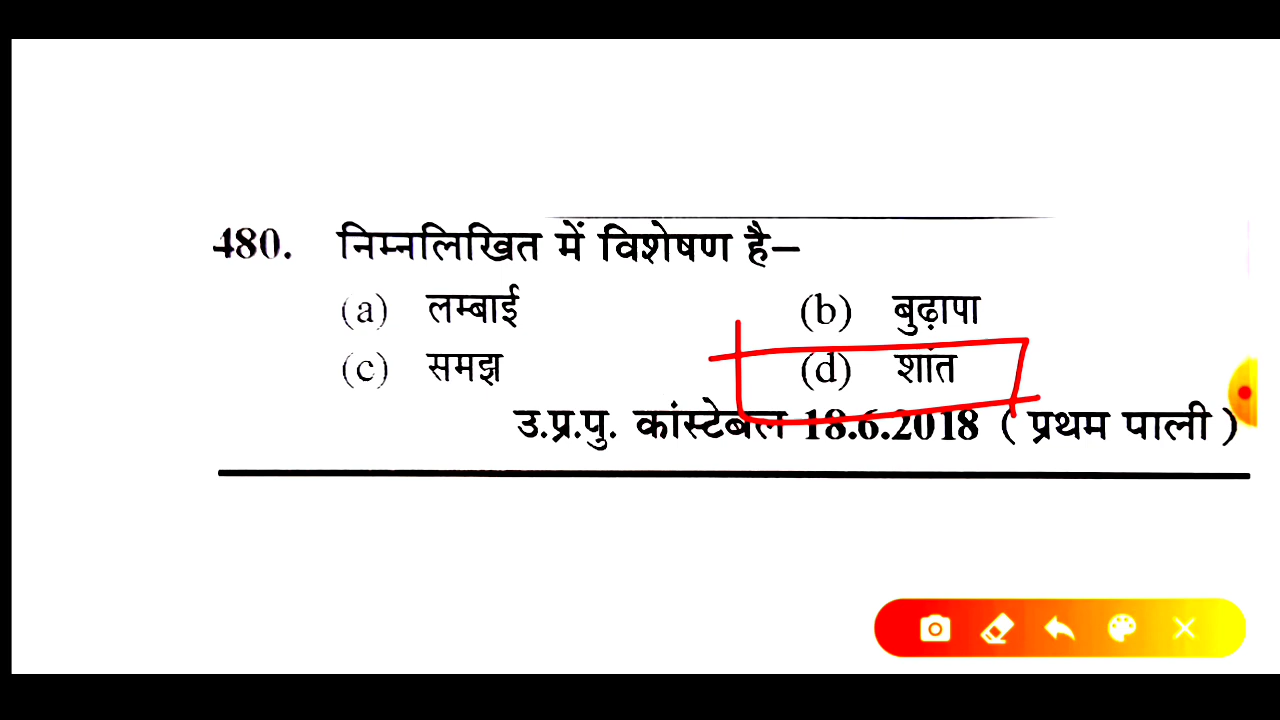 480. निम्नलिखित में विशेषण है–
(a) लम्बाई (b) बुढ़ापा
(c) समझ (d) शांत
उ.प्र.पु. कांस्टेबल 18.6.2018 ( प्रथम पाली )